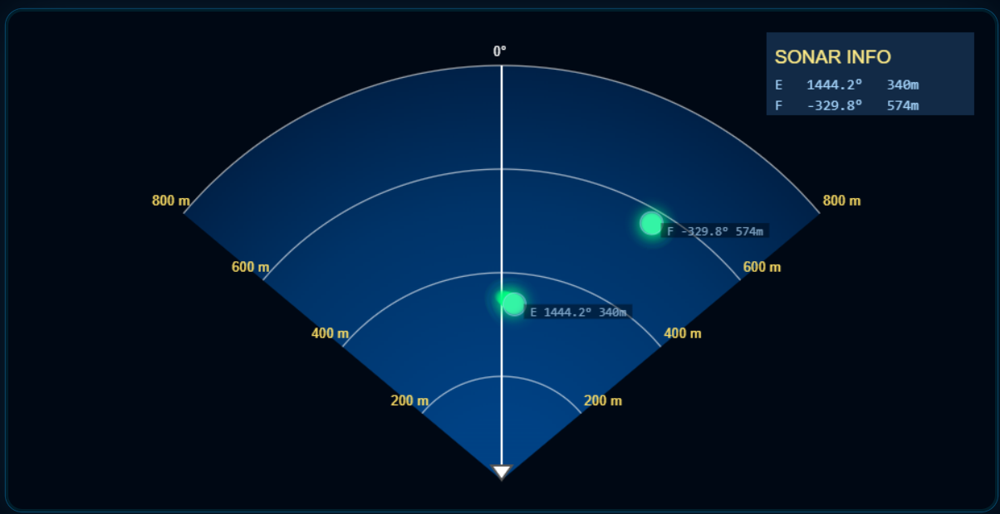 0°
SONAR INFO
E 1444.2° 340m
F -329.8° 574m
800 m 800 m
F -329.8° 574m
600 m 600 m
E 1444.2° 340m
400 m 400 m
200 m 200 m